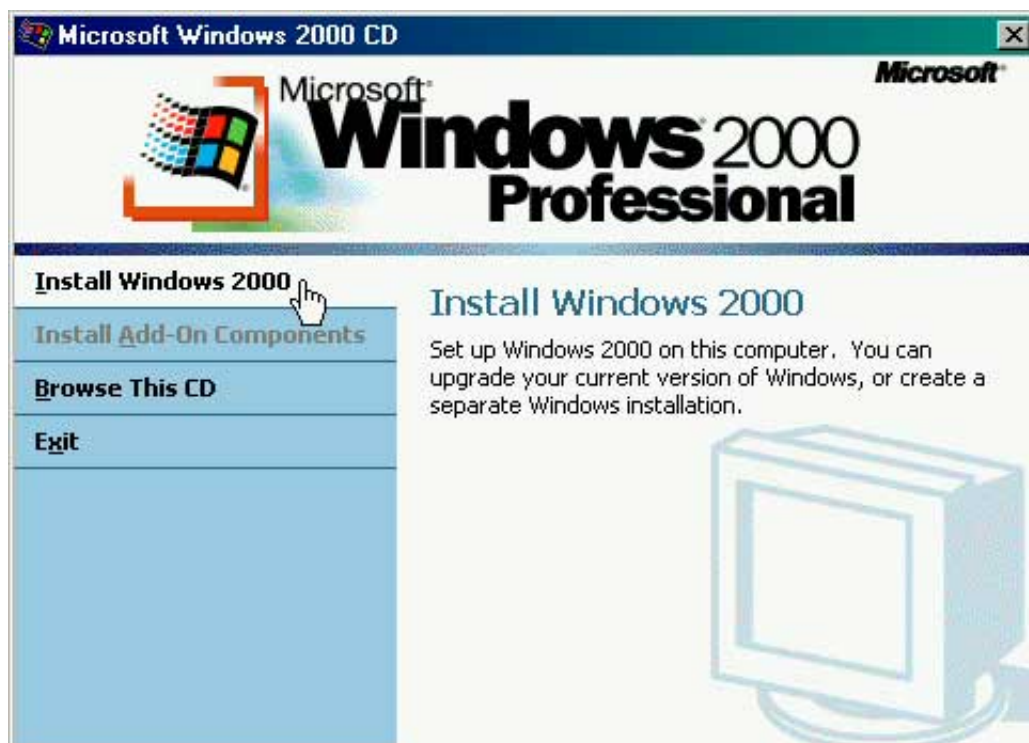 Microsoft Windows 2000 CD
Microsoft
Microsoft
Windows 2000
Professional
Install Windows 2000
Install Add-On Components
Browse This CD
Exit
Install Windows 2000
Set up Windows 2000 on this computer. You can
upgrade your current version of Windows, or create a
separate Windows installation.